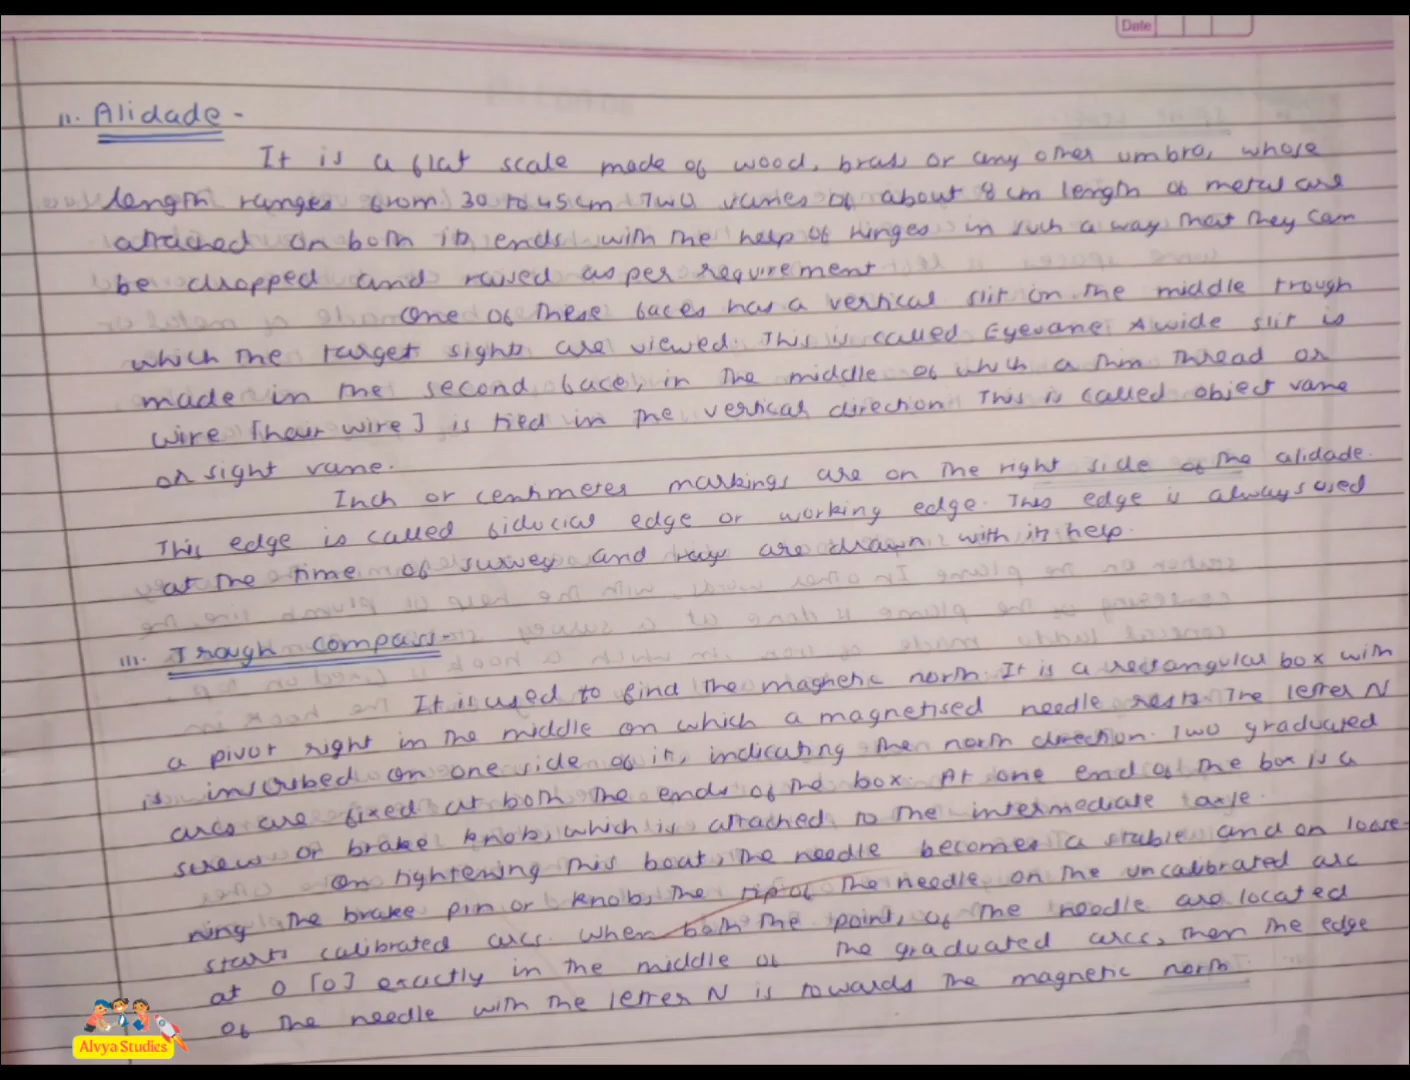 Date
11. Alidade -
It is a flat scale made of wood, brass or any other umbra, whose
length ranges from 30 to 45 cm Two varies of about 8 cm length of metal are
attached on both its ends with the help of hinges in such a way that they can
be dropped and raised as per requirement
One of these faces has a vertical slit in the middle trough
which the target sights are viewed. This is called Eyevane A wide slit is
made in the second face, in the middle of which a thin thread or
wire [hair wire] is tied in the vertical direction This is called object vane
or sight vane.
Inch or centimeter markings are on the right side of the alidade.
This edge is called fiducial edge or working edge. This edge is always used
at the time of survey and rays are drawn with its help.
111. Trough compass-
It is used to find the magnetic north. It is a rectangular box with
a pivot right in the middle on which a magnetised needle rests. The letter N
is inscribed on one side of it, indicating the north direction. Two graduated
arcs are fixed at both the ends of the box. At one end of the box is a
screw or brake knob, which is attached to the intermediate axle.
On tightening this boat, the needle becomes a stable and on loose-
ning the brake pin or knob, the tip of the needle on the uncalibrated arc
starts calibrated arcs. When both the points of the needle are located
at 0 [0] exactly in the middle of the graduated arcs, then the edge
of the needle with the letter N is towards the magnetic north
Alvya Studies